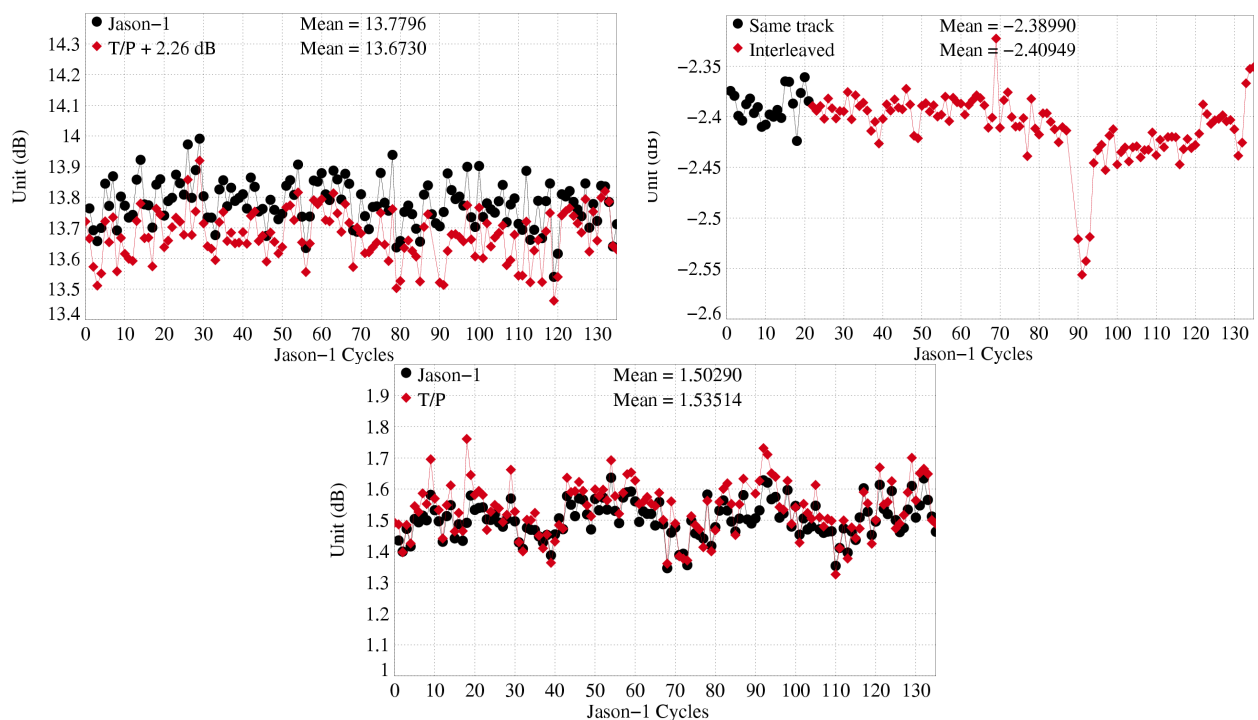 Jason−1 Mean = 13.7796
T/P + 2.26 dB Mean = 13.6730
14.3
14.2
14.1
14
13.9
13.8
13.7
13.6
13.5
13.4
Unit (dB)
0 10 20 30 40 50 60 70 80 90 100 110 120 130
Jason−1 Cycles
Same track Mean = −2.38990
Interleaved Mean = −2.40949
−2.35
−2.4
−2.45
−2.5
−2.55
−2.6
Unit (dB)
0 10 20 30 40 50 60 70 80 90 100 110 120 130
Jason−1 Cycles
Jason−1 Mean = 1.50290
T/P Mean = 1.53514
1.9
1.8
1.7
1.6
1.5
1.4
1.3
1.2
1.1
1
Unit (dB)
0 10 20 30 40 50 60 70 80 90 100 110 120 130
Jason−1 Cycles